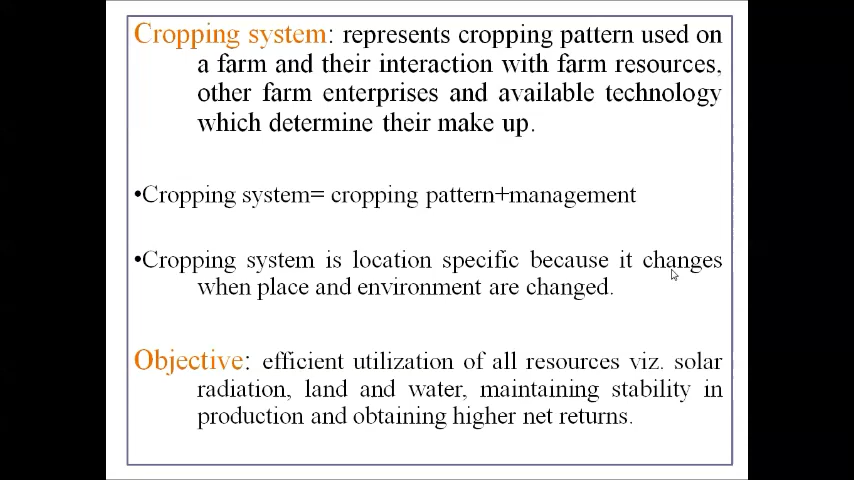 Cropping system: represents cropping pattern used on
a farm and their interaction with farm resources,
other farm enterprises and available technology
which determine their make up.
•Cropping system= cropping pattern+management
•Cropping system is location specific because it changes
when place and environment are changed.
Objective: efficient utilization of all resources viz. solar
radiation, land and water, maintaining stability in
production and obtaining higher net returns.